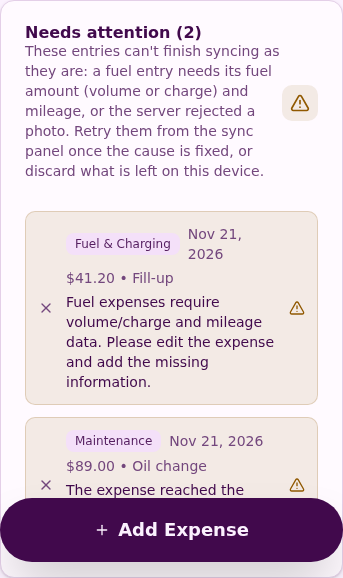 Needs attention (2)
These entries can't finish syncing as
they are: a fuel entry needs its fuel
amount (volume or charge) and
mileage, or the server rejected a
photo. Retry them from the sync
panel once the cause is fixed, or
discard what is left on this device.
Fuel & Charging Nov 21,
2026
$41.20 • Fill-up
Fuel expenses require
volume/charge and mileage
data. Please edit the expense
and add the missing
information.
Maintenance Nov 21, 2026
$89.00 • Oil change
The expense reached the
+ Add Expense